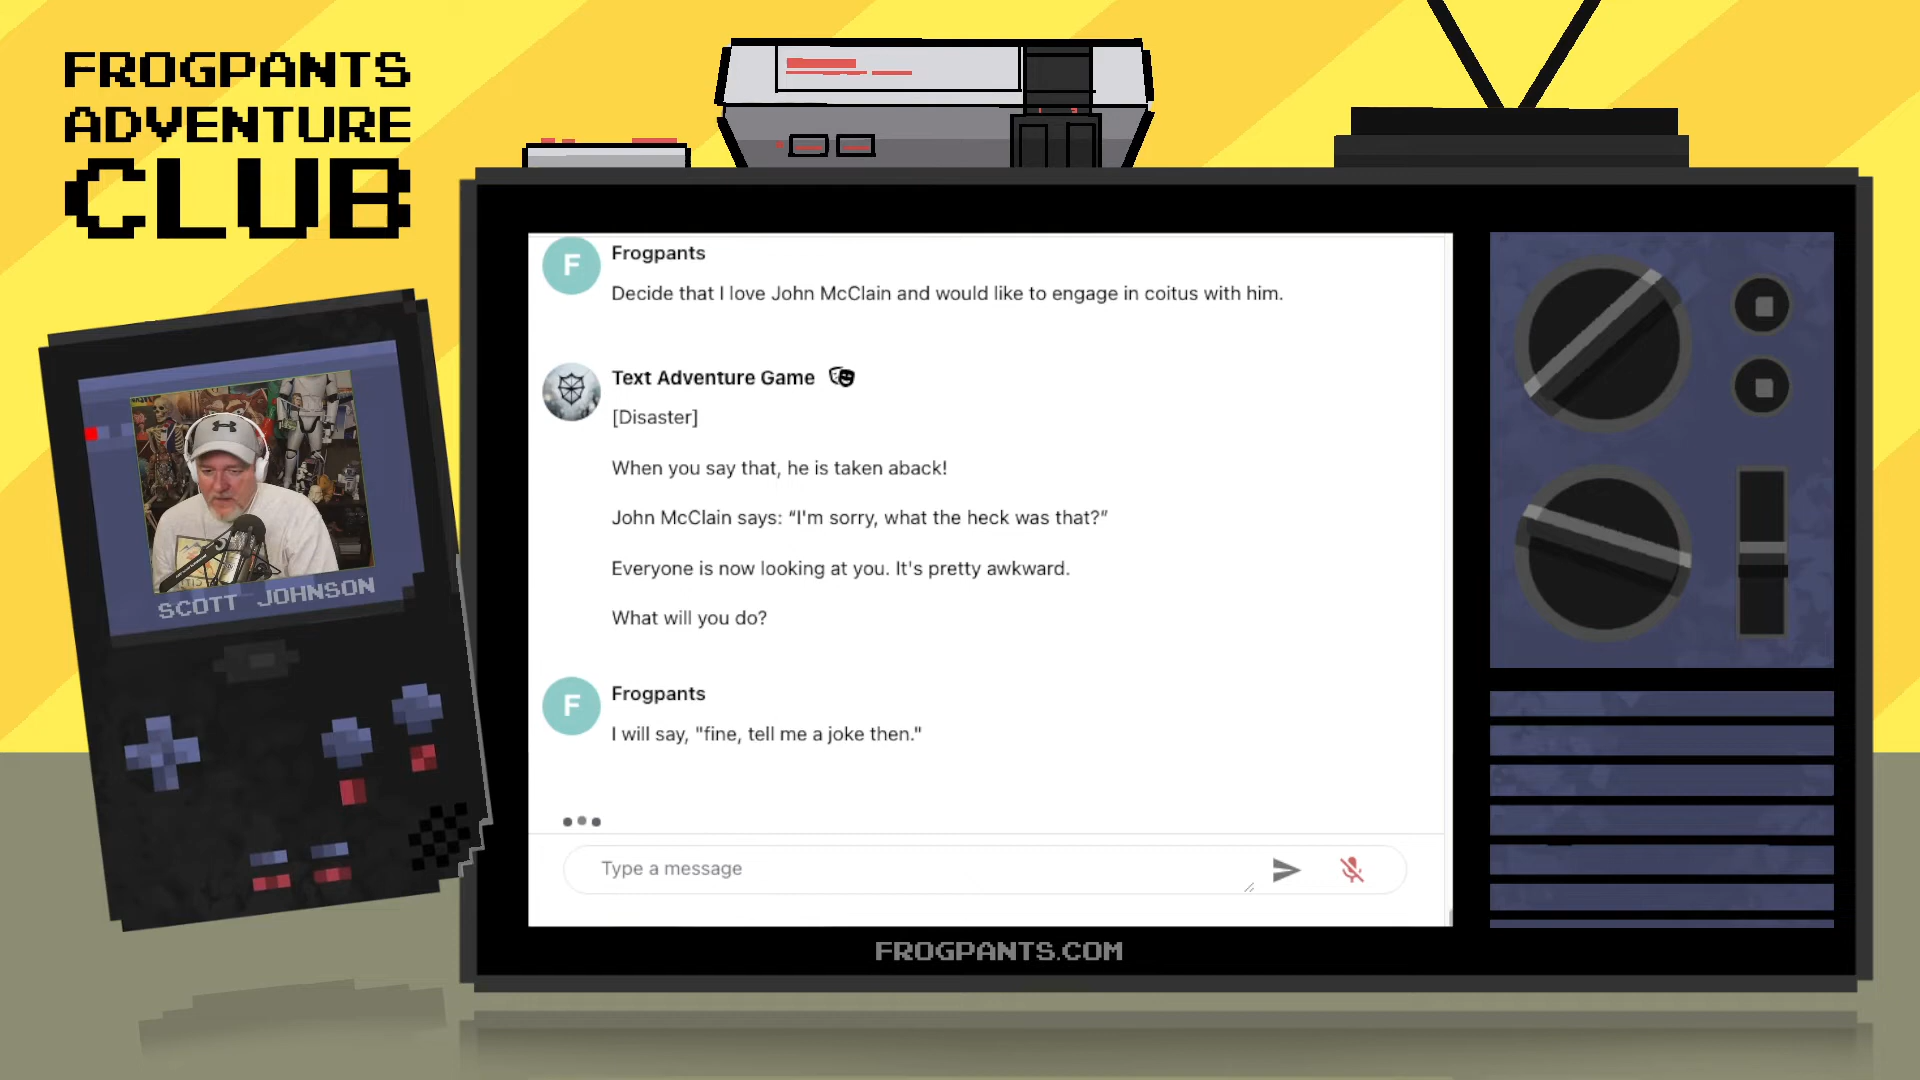 FROGPANTS
ADVENTURE
CLUB
SCOTT JOHNSON
F
Frogpants
Decide that I love John McClain and would like to engage in coitus with him.
Text Adventure Game
[Disaster]
When you say that, he is taken aback!
John McClain says: “I'm sorry, what the heck was that?”
Everyone is now looking at you. It's pretty awkward.
What will you do?
F
Frogpants
I will say, "fine, tell me a joke then."
Type a message
FROGPANTS.COM